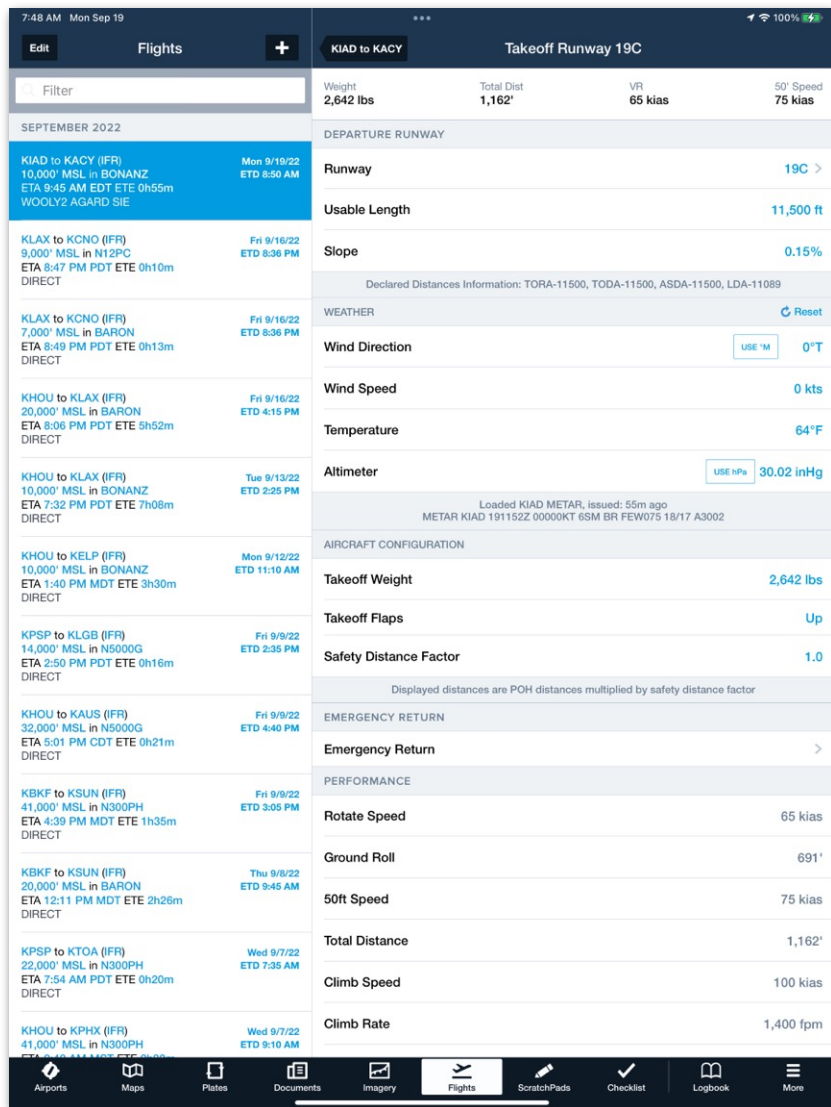 7:48 AM Mon Sep 19
100%
Edit
Flights
+
Filter
SEPTEMBER 2022
KIAD to KACY (IFR) Mon 9/19/22
10,000' MSL in BONANZ ETD 8:50 AM
ETA 9:45 AM EDT ETE 0h55m
WOOLY2 AGARD SIE
KLAX to KCNO (IFR) Fri 9/16/22
9,000' MSL in N12PC ETD 8:36 PM
ETA 8:47 PM PDT ETE 0h10m
DIRECT
KLAX to KCNO (IFR) Fri 9/16/22
7,000' MSL in BARON ETD 8:36 PM
ETA 8:49 PM PDT ETE 0h13m
DIRECT
KHOU to KLAX (IFR) Fri 9/16/22
20,000' MSL in BARON ETD 4:15 PM
ETA 8:06 PM PDT ETE 5h52m
DIRECT
KHOU to KLAX (IFR) Tue 9/13/22
10,000' MSL in BONANZ ETD 2:25 PM
ETA 7:32 PM PDT ETE 7h08m
DIRECT
KHOU to KELP (IFR) Mon 9/12/22
10,000' MSL in BONANZ ETD 11:10 AM
ETA 1:40 PM MDT ETE 3h30m
DIRECT
KPSP to KLGB (IFR) Fri 9/9/22
14,000' MSL in N5000G ETD 2:35 PM
ETA 2:50 PM PDT ETE 0h16m
DIRECT
KHOU to KAUS (IFR) Fri 9/9/22
32,000' MSL in N5000G ETD 4:40 PM
ETA 5:01 PM CDT ETE 0h21m
DIRECT
KBKF to KSUN (IFR) Fri 9/9/22
41,000' MSL in N300PH ETD 3:05 PM
ETA 4:39 PM MDT ETE 1h35m
DIRECT
KBKF to KSUN (IFR) Thu 9/8/22
20,000' MSL in BARON ETD 9:45 AM
ETA 12:11 PM MDT ETE 2h26m
DIRECT
KPSP to KTOA (IFR) Wed 9/7/22
22,000' MSL in N300PH ETD 7:35 AM
ETA 7:54 AM PDT ETE 0h20m
DIRECT
KHOU to KPHX (IFR) Wed 9/7/22
41,000' MSL in N300PH ETD 9:10 AM
KIAD to KACY
Takeoff Runway 19C
Weight Total Dist VR 50' Speed
2,642 lbs 1,162' 65 kias 75 kias
DEPARTURE RUNWAY
Runway 19C >
Usable Length 11,500 ft
Slope 0.15%
Declared Distances Information: TORA-11500, TODA-11500, ASDA-11500, LDA-11089
WEATHER Reset
Wind Direction USE °M 0°T
Wind Speed 0 kts
Temperature 64°F
Altimeter USE hPa 30.02 inHg
Loaded KIAD METAR, issued: 55m ago
METAR KIAD 191152Z 00000KT 6SM BR FEW075 18/17 A3002
AIRCRAFT CONFIGURATION
Takeoff Weight 2,642 lbs
Takeoff Flaps Up
Safety Distance Factor 1.0
Displayed distances are POH distances multiplied by safety distance factor
EMERGENCY RETURN
Emergency Return >
PERFORMANCE
Rotate Speed 65 kias
Ground Roll 691'
50ft Speed 75 kias
Total Distance 1,162'
Climb Speed 100 kias
Climb Rate 1,400 fpm
Airports Maps Plates Documents Imagery Flights ScratchPads Checklist Logbook More